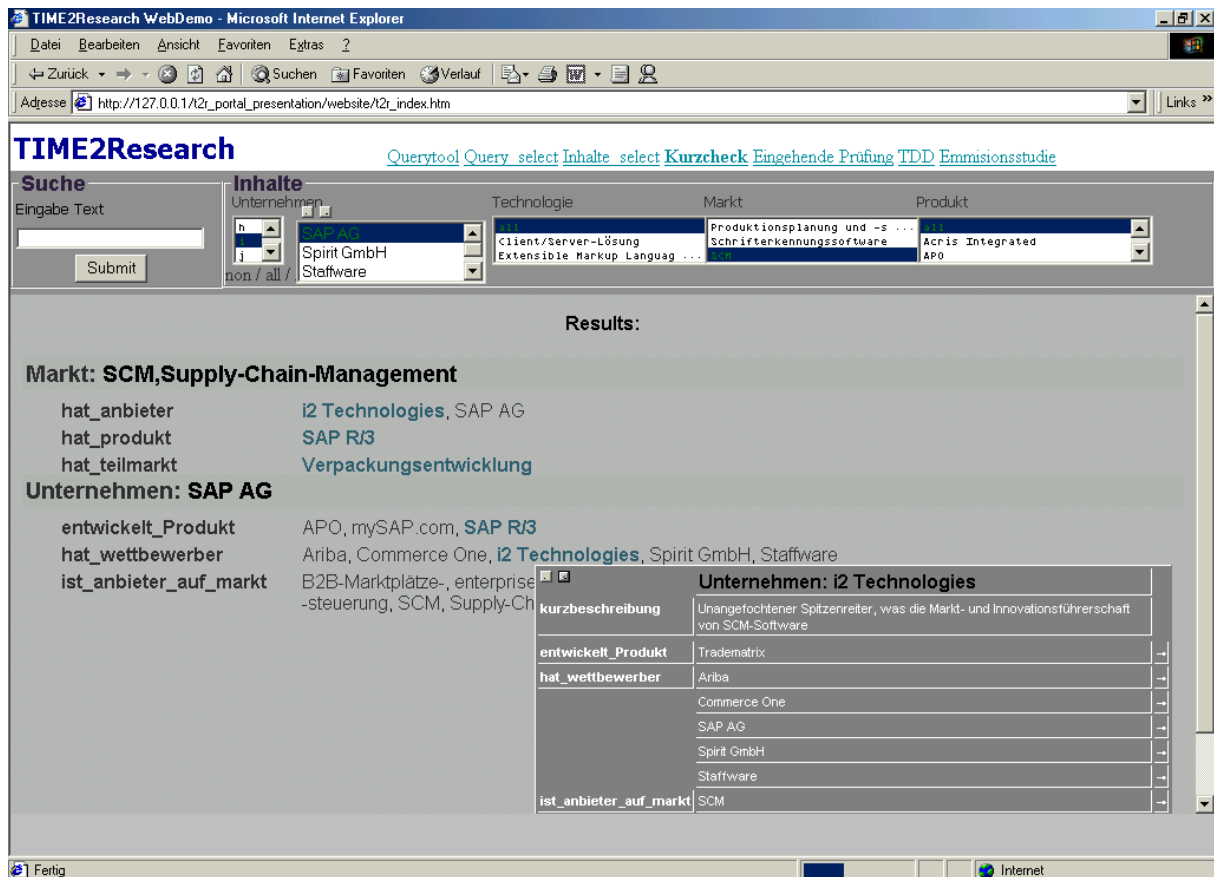 TIME2Research WebDemo - Microsoft Internet Explorer
Datei Bearbeiten Ansicht Favoriten Extras ?
Zurück Suchen Favoriten Verlauf
Adresse http://127.0.0.1/t2r_portal_presentation/website/t2r_index.htm Links »
TIME2Research
Querytool Query_select Inhalte_select Kurzcheck Eingehende Prüfung TDD Emmisionsstudie
Suche
Eingabe Text
Submit
Inhalte
Unternehmen Technologie Markt Produkt
h
i
j
non / all /
SAP AG
Spirit GmbH
Staffware
all
Client/Server-Lösung
Extensible Markup Languag ...
Produktionsplanung und -s ...
Schrifterkennungssoftware
SCM
all
Acris Integrated
APO
Results:
Markt: SCM,Supply-Chain-Management
hat_anbieter i2 Technologies, SAP AG
hat_produkt SAP R/3
hat_teilmarkt Verpackungsentwicklung
Unternehmen: SAP AG
entwickelt_Produkt APO, mySAP.com, SAP R/3
hat_wettbewerber Ariba, Commerce One, i2 Technologies, Spirit GmbH, Staffware
ist_anbieter_auf_markt B2B-Marktplätze-, enterprise
-steuerung, SCM, Supply-Ch
Unternehmen: i2 Technologies
kurzbeschreibung Unangefochtener Spitzenreiter, was die Markt- und Innovationsführerschaft
von SCM-Software
entwickelt_Produkt Tradematrix →
hat_wettbewerber Ariba →
Commerce One →
SAP AG →
Spirit GmbH →
Staffware →
ist_anbieter_auf_markt SCM →
Fertig Internet